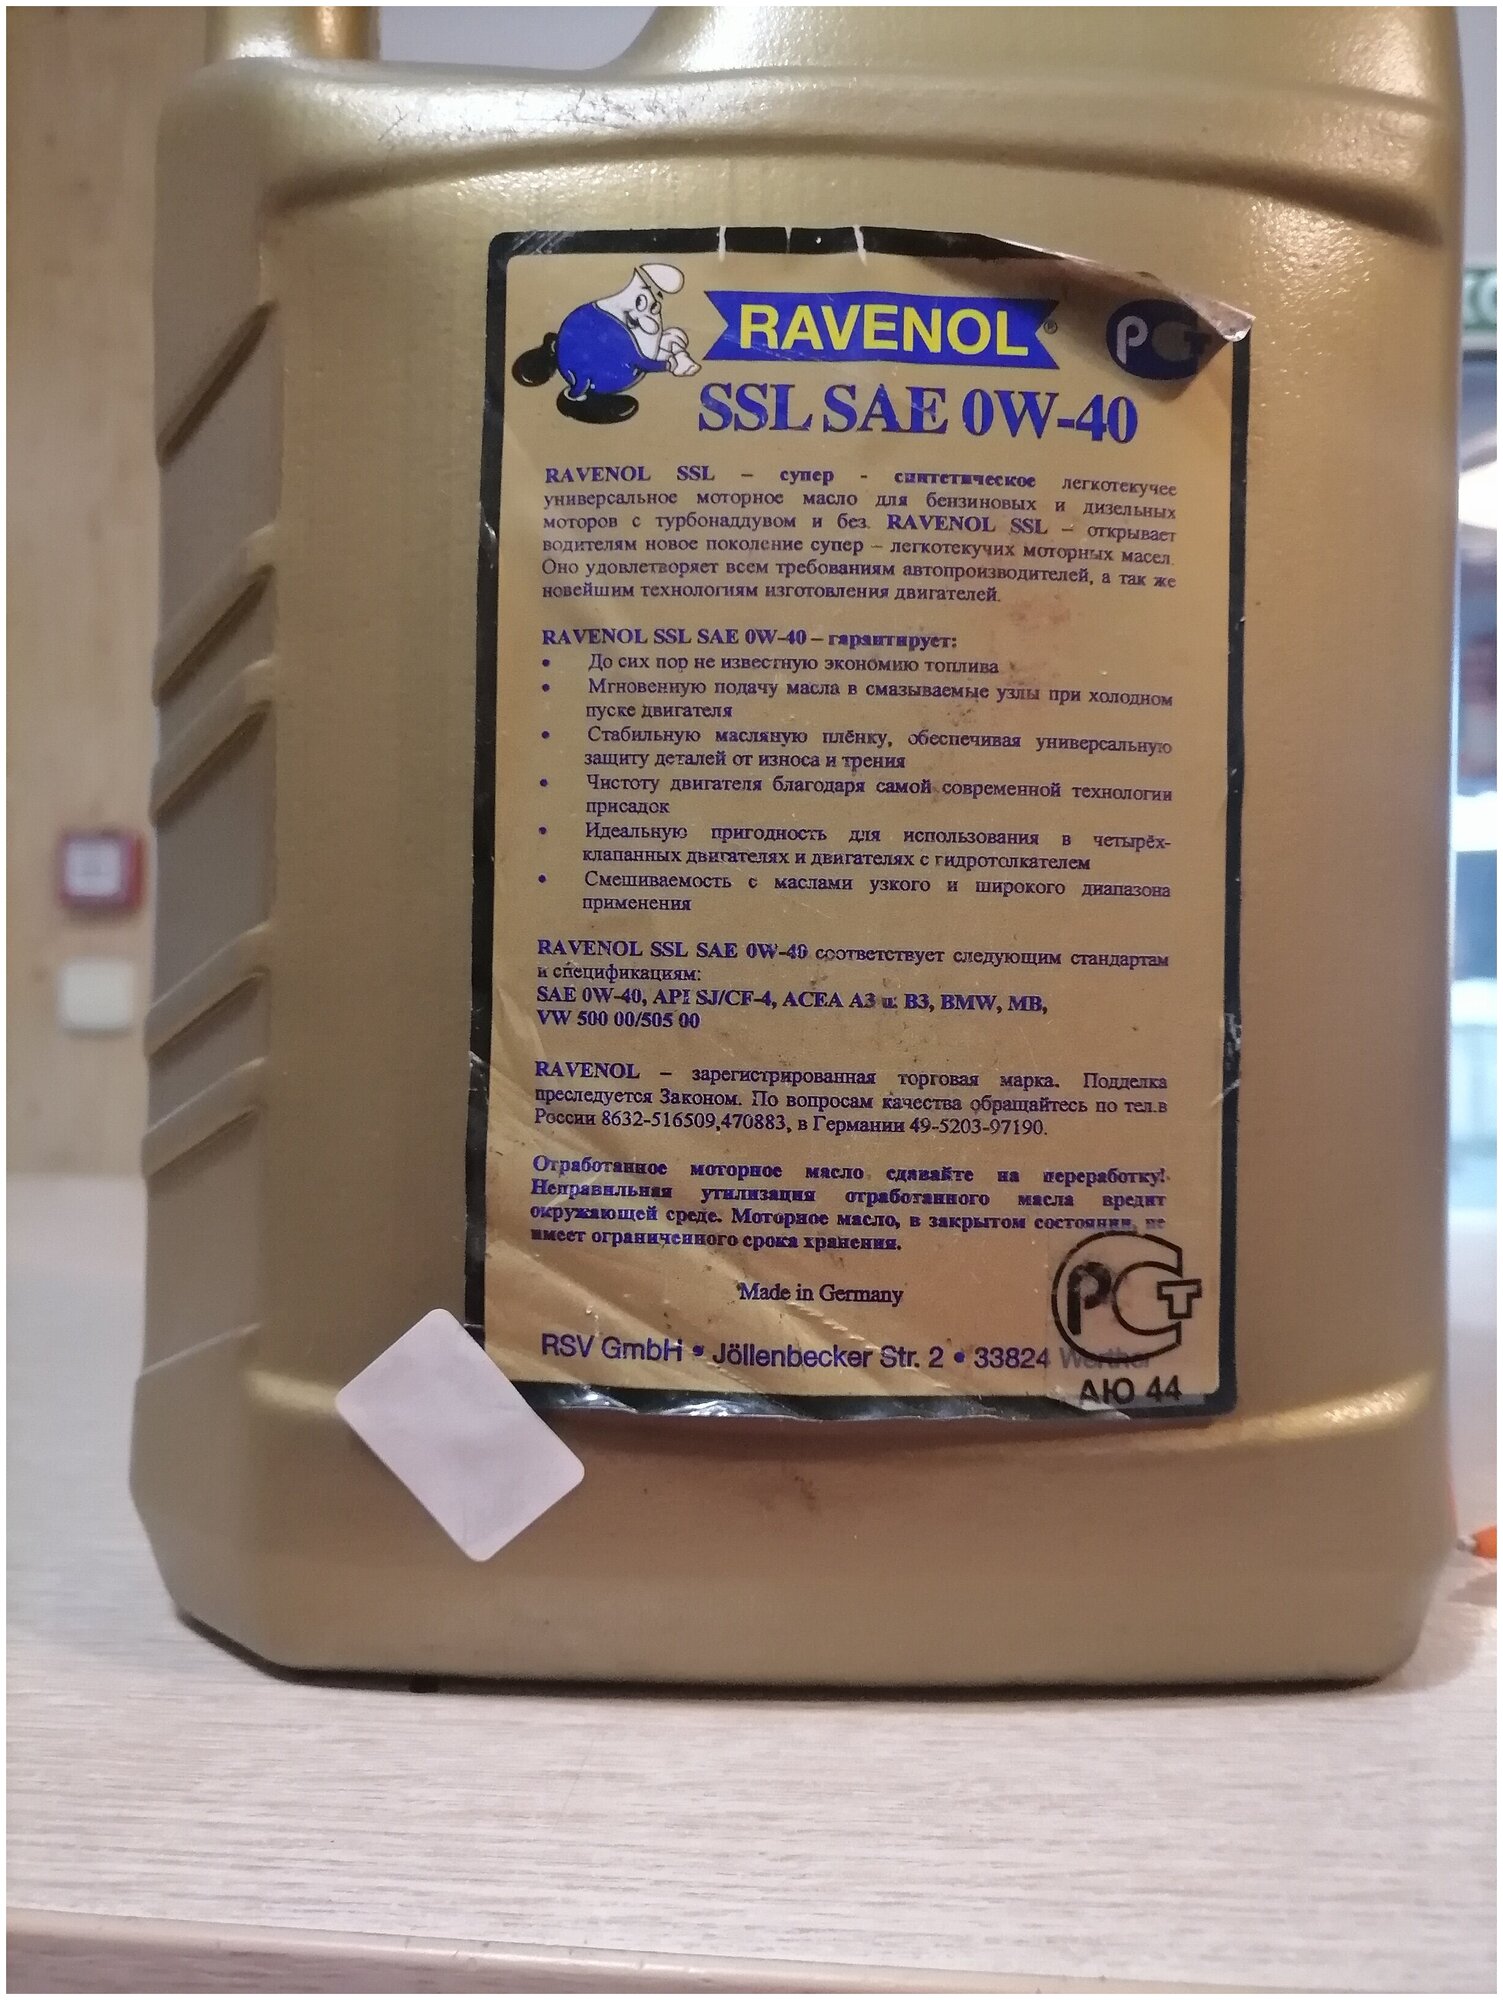 RAVENOL®
РСТ
SSL SAE 0W-40
RAVENOL SSL – супер - синтетическое легкотекучее
универсальное моторное масло для бензиновых и дизельных
моторов с турбонаддувом и без. RAVENOL SSL – открывает
водителям новое поколение супер – легкотекучих моторных масел.
Оно удовлетворяет всем требованиям автопроизводителей, а так же
новейшим технологиям изготовления двигателей.
RAVENOL SSL SAE 0W-40 – гарантирует:
• До сих пор не известную экономию топлива
• Мгновенную подачу масла в смазываемые узлы при холодном
пуске двигателя
• Стабильную масляную плёнку, обеспечивая универсальную
защиту деталей от износа и трения
• Чистоту двигателя благодаря самой современной технологии
присадок
• Идеальную пригодность для использования в четырёх-
клапанных двигателях и двигателях с гидротолкателем
• Смешиваемость с маслами узкого и широкого диапазона
применения
RAVENOL SSL SAE 0W-40 соответствует следующим стандартам
и спецификациям:
SAE 0W-40, API SJ/CF-4, ACEA A3 и B3, BMW, MB,
VW 500 00/505 00
RAVENOL – зарегистрированная торговая марка. Подделка
преследуется Законом. По вопросам качества обращайтесь по тел.в
России 8632-516509,470883, в Германии 49-5203-97190.
Отработанное моторное масло сдавайте на переработку!
Неправильная утилизация отработанного масла вредит
окружающей среде. Моторное масло, в закрытом состоянии, не
имеет ограниченного срока хранения.
Made in Germany
РСТ
RSV GmbH • Jöllenbecker Str. 2 • 33824 Werther
АЮ 44